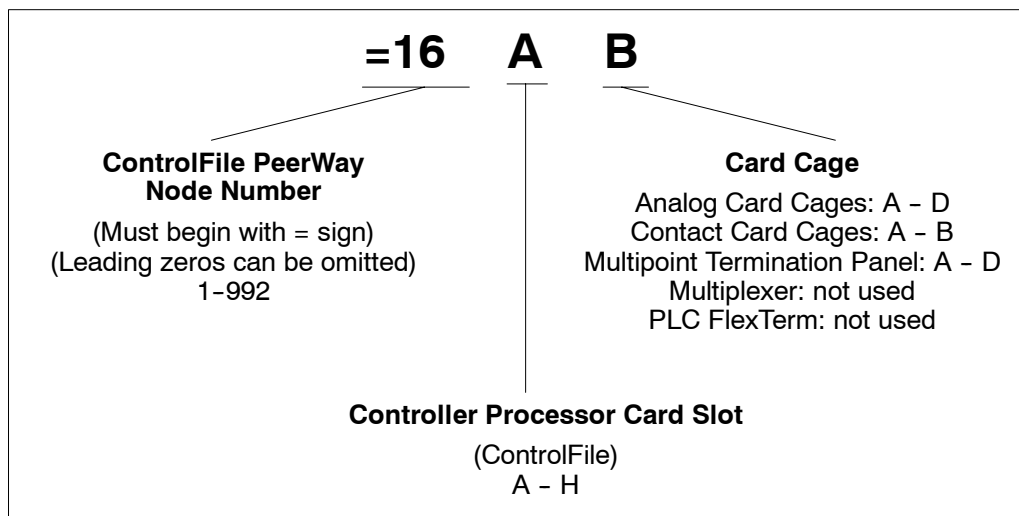 =16 A B
ControlFile PeerWay
Node Number
(Must begin with = sign)
(Leading zeros can be omitted)
1–992
Card Cage
Analog Card Cages: A – D
Contact Card Cages: A – B
Multipoint Termination Panel: A – D
Multiplexer: not used
PLC FlexTerm: not used
Controller Processor Card Slot
(ControlFile)
A – H